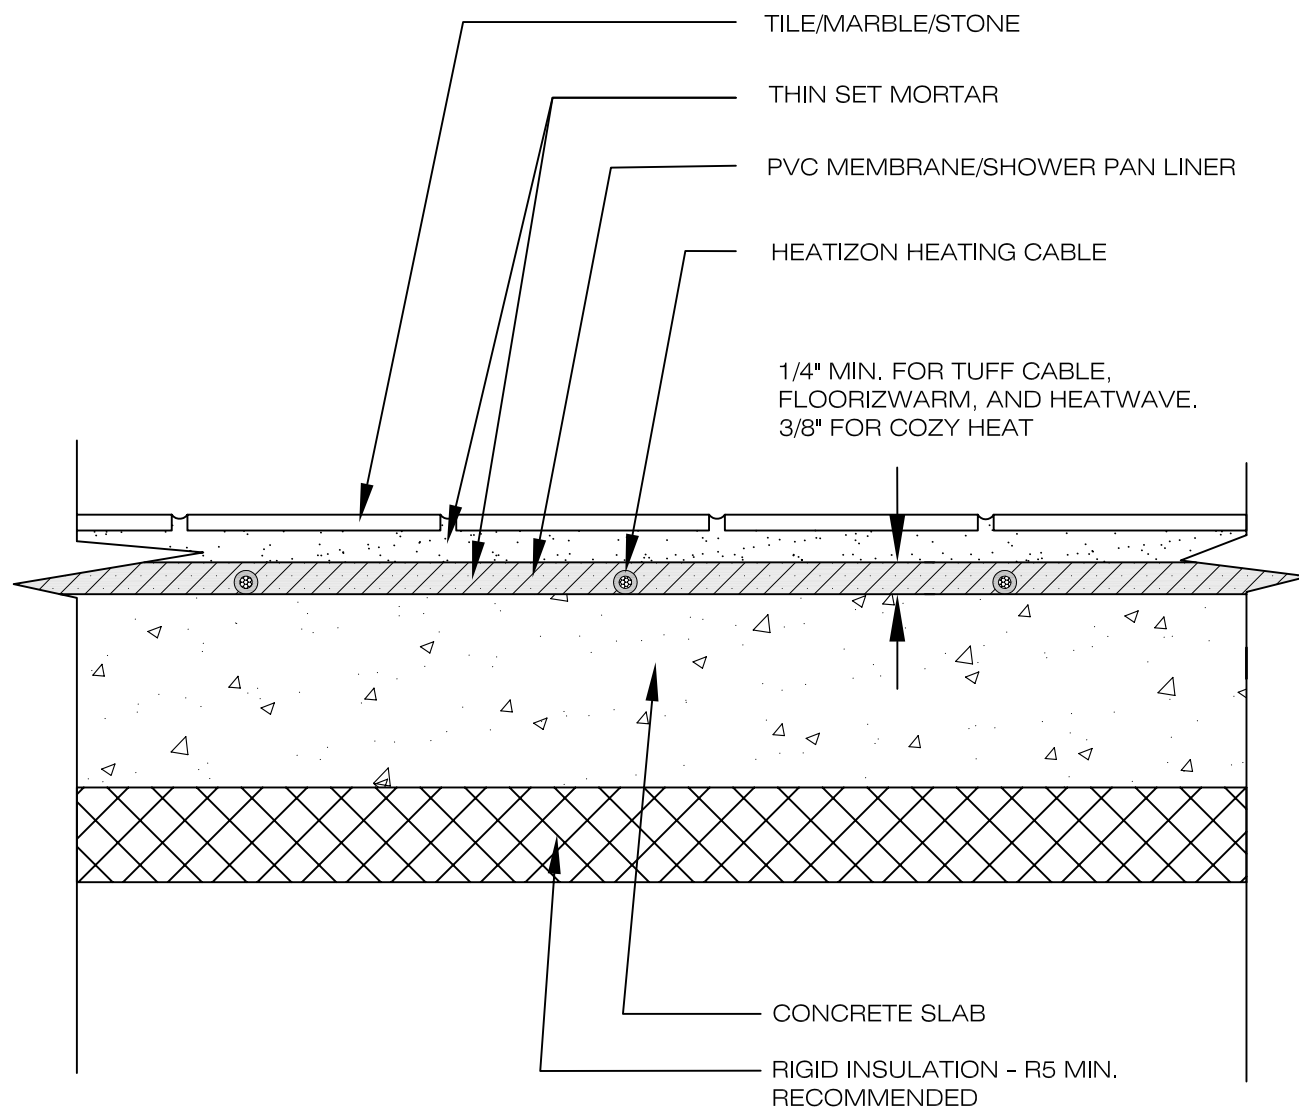 TILE/MARBLE/STONE
THIN SET MORTAR
PVC MEMBRANE/SHOWER PAN LINER
HEATIZON HEATING CABLE
1/4" MIN. FOR TUFF CABLE,
FLOORIZWARM, AND HEATWAVE.
3/8" FOR COZY HEAT
CONCRETE SLAB
RIGID INSULATION - R5 MIN.
RECOMMENDED